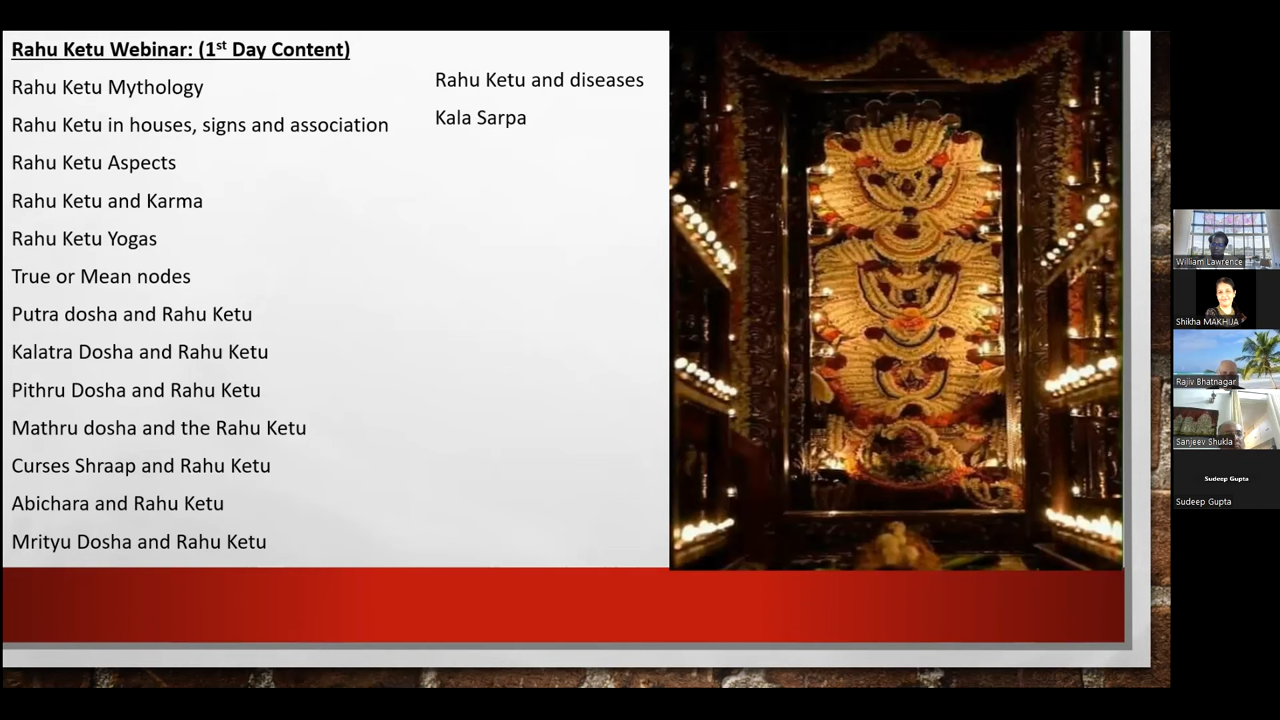 Rahu Ketu Webinar: (1st Day Content)
Rahu Ketu Mythology
Rahu Ketu in houses, signs and association
Rahu Ketu Aspects
Rahu Ketu and Karma
Rahu Ketu Yogas
True or Mean nodes
Putra dosha and Rahu Ketu
Kalatra Dosha and Rahu Ketu
Pithru Dosha and Rahu Ketu
Mathru dosha and the Rahu Ketu
Curses Shraap and Rahu Ketu
Abichara and Rahu Ketu
Mrityu Dosha and Rahu Ketu
Rahu Ketu and diseases
Kala Sarpa
William Lawrence
Shikha MAKHIJA
Rajiv Bhatnagar
Sanjeev Shukla
Sudeep Gupta
Sudeep Gupta